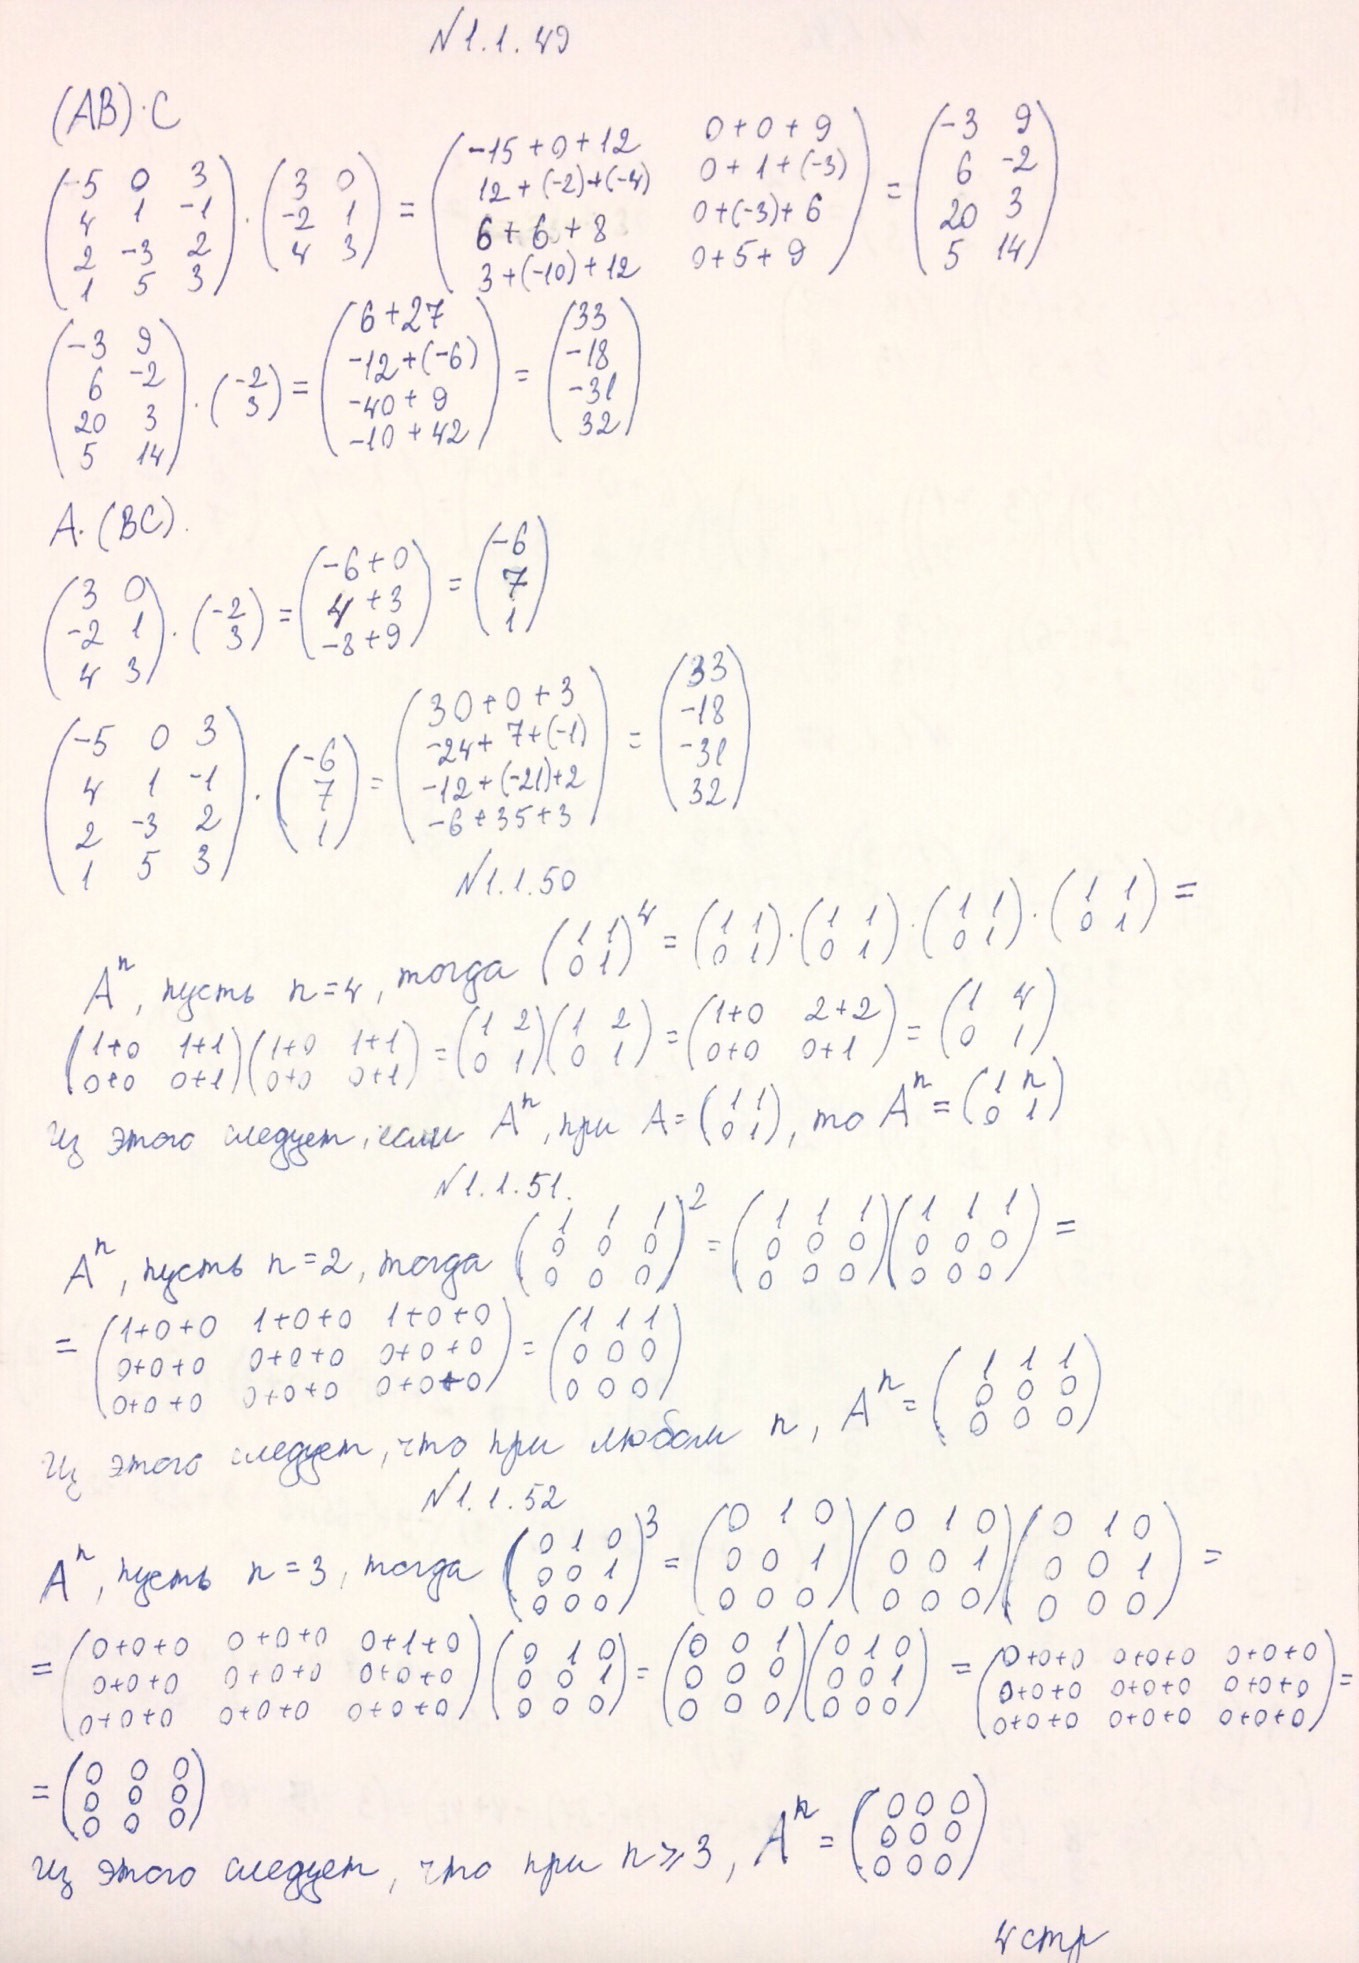 N1.1.49
(AB)·C
(-5 0 3; 4 1 -1; 2 -3 2; 1 5 3) · (3 0; -2 1; 4 3) = (-15+0+12 0+0+9; 12+(-2)+(-4) 0+1+(-3); 6+6+8 0+(-3)+6; 3+(-10)+12 0+5+9) = (-3 9; 6 -2; 20 3; 5 14)
(-3 9; 6 -2; 20 3; 5 14) · (-2; 3) = (6+27; -12+(-6); -40+9; -10+42) = (33; -18; -31; 32)
A·(BC).
(3 0; -2 1; 4 3) · (-2; 3) = (-6+0; 4+3; -8+9) = (-6; 7; 1)
(-5 0 3; 4 1 -1; 2 -3 2; 1 5 3) · (-6; 7; 1) = (30+0+3; -24+7+(-1); -12+(-21)+2; -6+35+3) = (33; -18; -31; 32)
N1.1.50
Aⁿ, пусть n=4, тогда (1 1; 0 1)⁴ = (1 1; 0 1) · (1 1; 0 1) · (1 1; 0 1) · (1 1; 0 1) =
(1+0 1+1; 0+0 0+1)(1+0 1+1; 0+0 0+1) = (1 2; 0 1)(1 2; 0 1) = (1+0 2+2; 0+0 0+1) = (1 4; 0 1)
Из этого следует, если Aⁿ, при A=(1 1; 0 1), то Aⁿ=(1 n; 0 1)
N1.1.51.
Aⁿ, пусть n=2, тогда (1 1 1; 0 0 0; 0 0 0)² = (1 1 1; 0 0 0; 0 0 0)(1 1 1; 0 0 0; 0 0 0) =
= (1+0+0 1+0+0 1+0+0; 0+0+0 0+0+0 0+0+0; 0+0+0 0+0+0 0+0+0) = (1 1 1; 0 0 0; 0 0 0)
Из этого следует, что при любом n, Aⁿ = (1 1 1; 0 0 0; 0 0 0)
N1.1.52
Aⁿ, пусть n=3, тогда (0 1 0; 0 0 1; 0 0 0)³ = (0 1 0; 0 0 1; 0 0 0)(0 1 0; 0 0 1; 0 0 0)(0 1 0; 0 0 1; 0 0 0) =
= (0+0+0 0+0+0 0+1+0; 0+0+0 0+0+0 0+0+0; 0+0+0 0+0+0 0+0+0)(0 1 0; 0 0 1; 0 0 0) = (0 0 1; 0 0 0; 0 0 0)(0 1 0; 0 0 1; 0 0 0) = (0+0+0 0+0+0 0+0+0; 0+0+0 0+0+0 0+0+0; 0+0+0 0+0+0 0+0+0) =
= (0 0 0; 0 0 0; 0 0 0)
Из этого следует, что при n⩾3, Aⁿ = (0 0 0; 0 0 0; 0 0 0)
4 стр